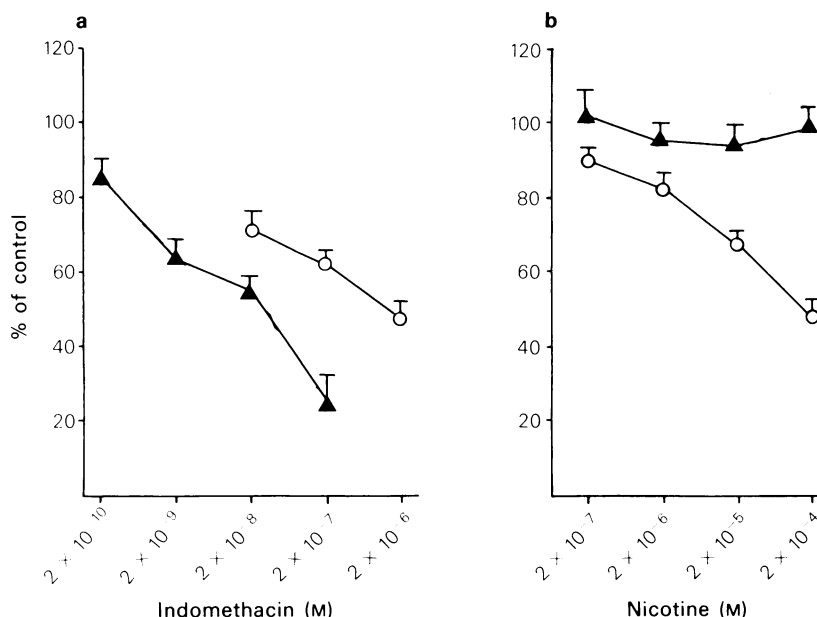 a
120
100
80
60
40
20
% of control
2 × 10⁻¹⁰
2 × 10⁻⁹
2 × 10⁻⁸
2 × 10⁻⁷
2 × 10⁻⁶
Indomethacin (M)
b
120
100
80
60
40
20
2 × 10⁻⁷
2 × 10⁻⁶
2 × 10⁻⁵
2 × 10⁻⁴
Nicotine (M)